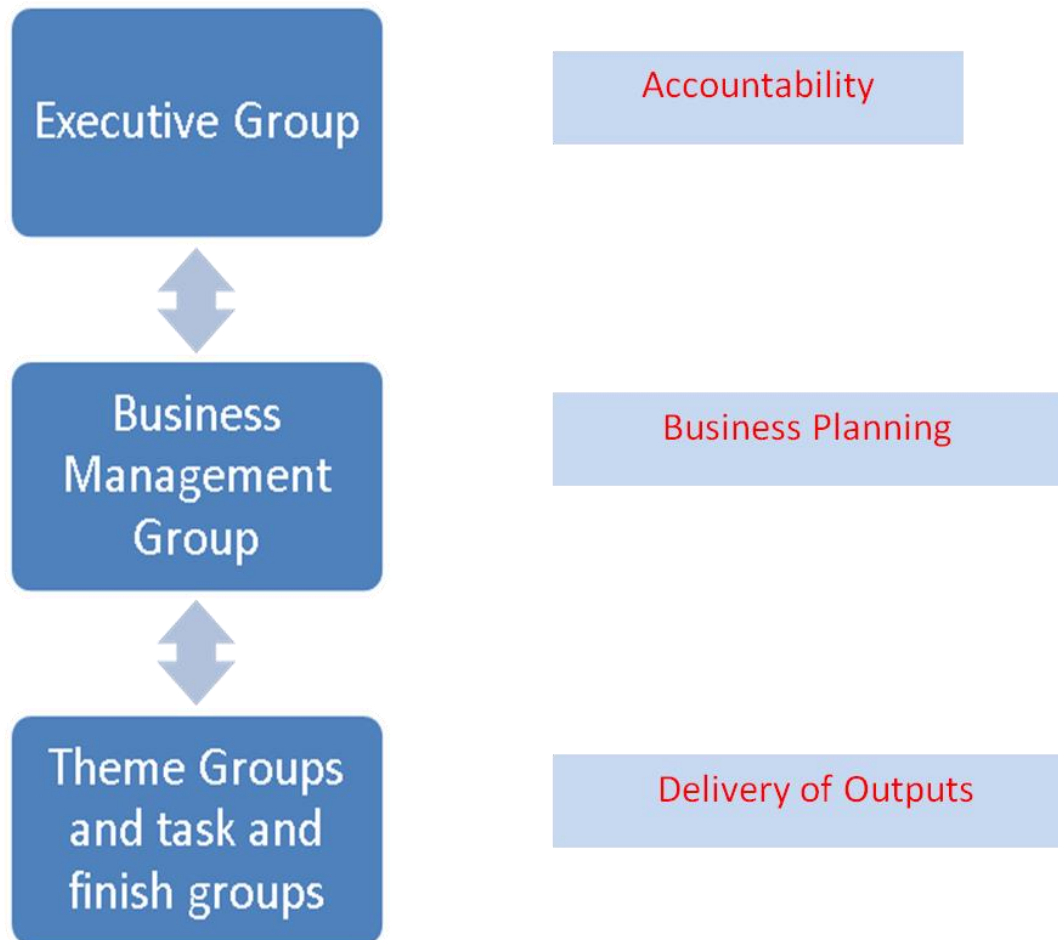 Executive Group
Accountability
Business
Management
Group
Business Planning
Theme Groups
and task and
finish groups
Delivery of Outputs